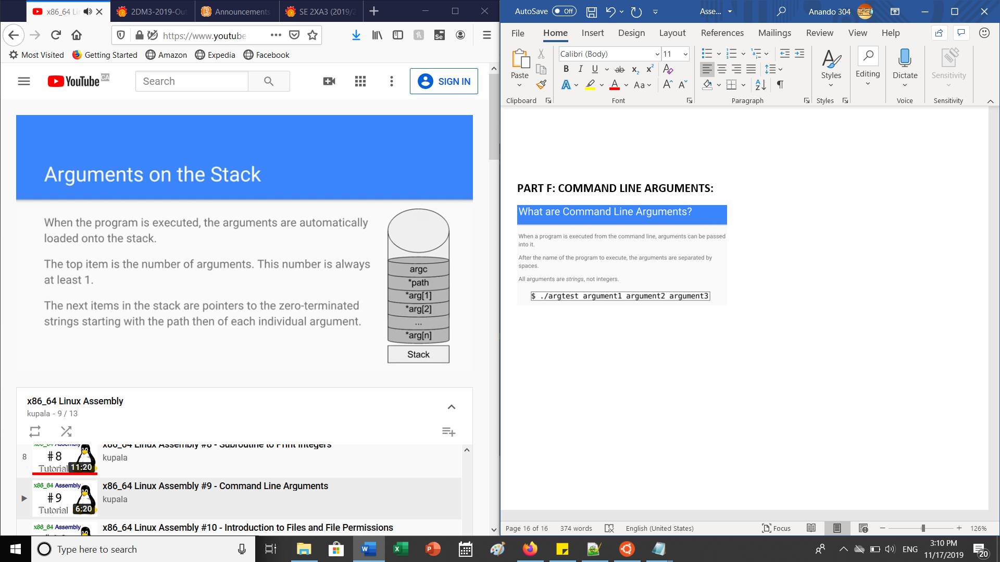 x86_64 Li
2DM3-2019-Out
Announcements
SE 2XA3 (2019/2
https://www.youtube
Most Visited
Getting Started
Amazon
Expedia
Facebook
YouTube CA
Search
SIGN IN
Arguments on the Stack
When the program is executed, the arguments are automatically
loaded onto the stack.
The top item is the number of arguments. This number is always
at least 1.
The next items in the stack are pointers to the zero-terminated
strings starting with the path then of each individual argument.
argc
*path
*arg[1]
*arg[2]
...
*arg[n]
Stack
x86_64 Linux Assembly
kupala - 9 / 13
8
x86_64 Assembly
#8
Tutorial
11:20
x86_64 Linux Assembly #8 - Subroutine to Print Integers
kupala
x86_64 Assembly
#9
Tutorial
6:20
x86_64 Linux Assembly #9 - Command Line Arguments
kupala
x86_64 Assembly
x86_64 Linux Assembly #10 - Introduction to Files and File Permissions
AutoSave Off
Asse...
Anando 304
File
Home
Insert
Design
Layout
References
Mailings
Review
View
Help
Paste
Clipboard
Calibri (Body)
11
B I U ab x2 x2
A A Aa A A
Font
Paragraph
Styles
Styles
Editing
Dictate
Voice
Sensitivity
Sensitivity
PART F: COMMAND LINE ARGUMENTS:
What are Command Line Arguments?
When a program is executed from the command line, arguments can be passed
into it.
After the name of the program to execute, the arguments are separated by
spaces.
All arguments are strings, not integers.
$ ./argtest argument1 argument2 argument3
Page 16 of 16
374 words
English (United States)
Focus
126%
Type here to search
ENG
3:10 PM
11/17/2019
20